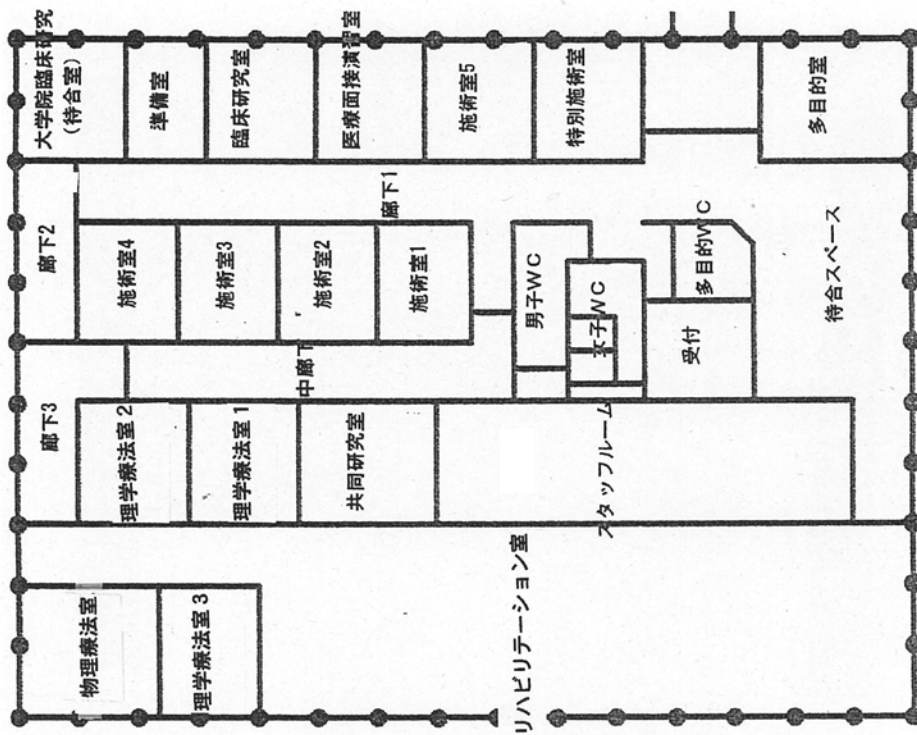 大学院臨床研究
(待合室)
準備室
臨床研究室
医療面接演習室
施術室5
特別施術室
多目的室
廊下1
廊下2
施術室4
施術室3
施術室2
施術室1
男子WC
女子WC
多目的WC
待合スペース
受付
中廊下
廊下3
理学療法室2
理学療法室1
共同研究室
スタッフルーム
リハビリテーション室
物理療法室
理学療法室3